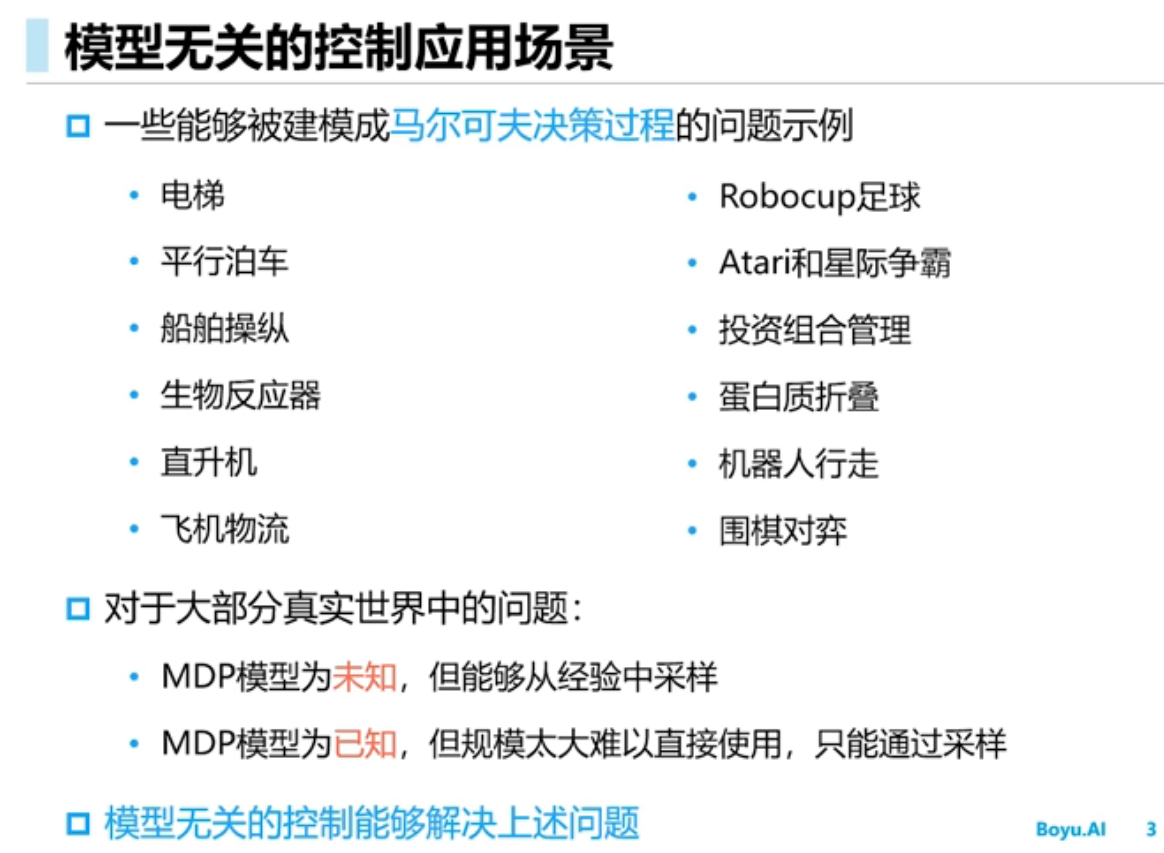 模型无关的控制应用场景
一些能够被建模成马尔可夫决策过程的问题示例
电梯
平行泊车
船舶操纵
生物反应器
直升机
飞机物流
Robocup足球
Atari和星际争霸
投资组合管理
蛋白质折叠
机器人行走
围棋对弈
对于大部分真实世界中的问题：
MDP模型为未知，但能够从经验中采样
MDP模型为已知，但规模太大难以直接使用，只能通过采样
模型无关的控制能够解决上述问题
Boyu.AI 3